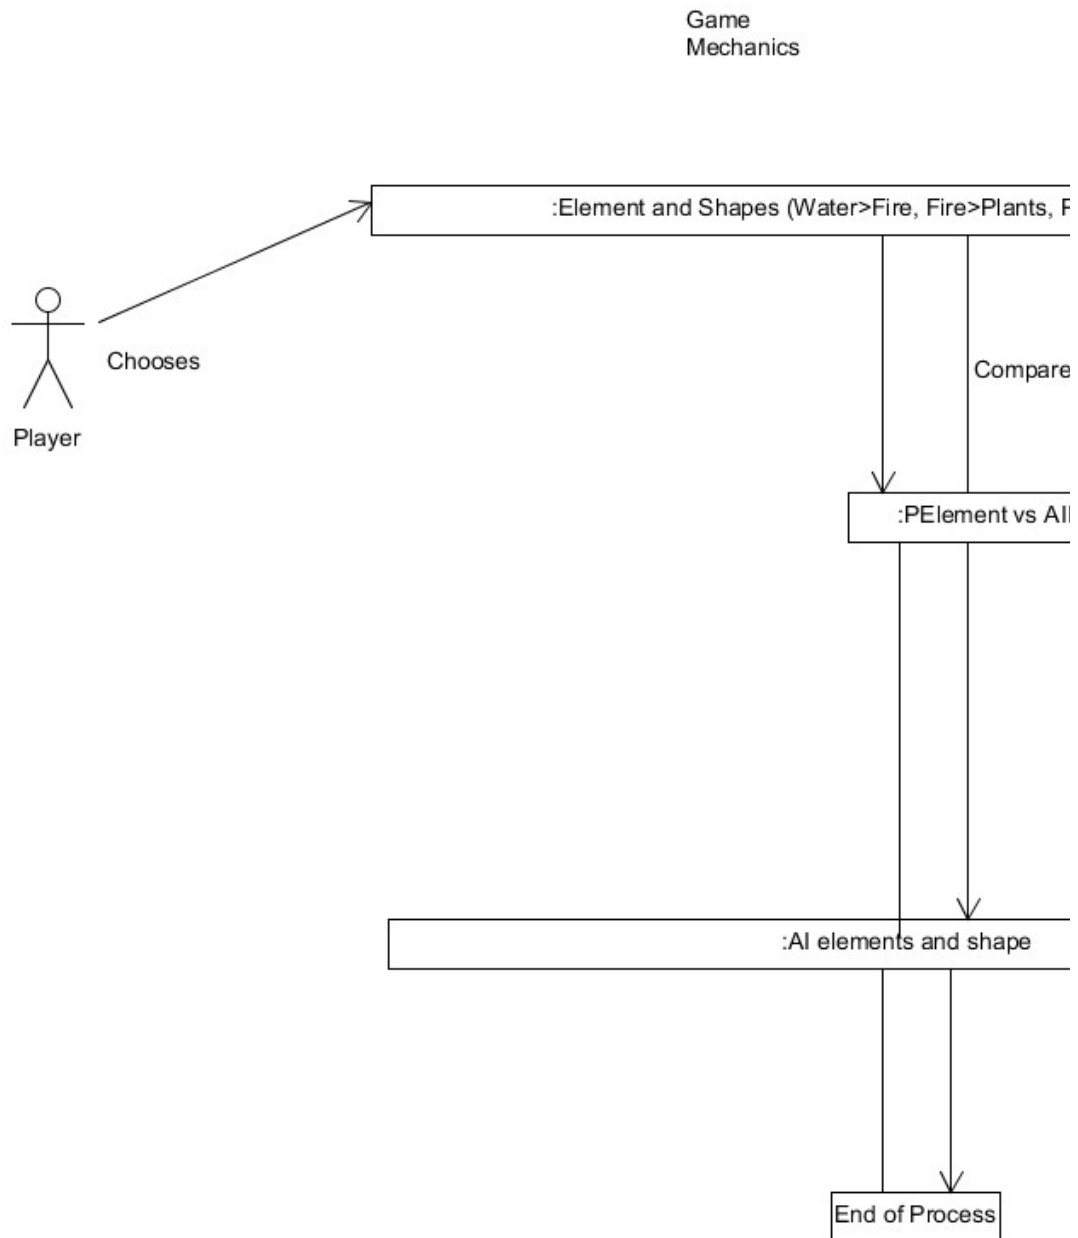 Game
Mechanics
:Element and Shapes (Water>Fire, Fire>Plants,
Chooses
Compare
Player
:PElement vs
:AI elements and shape
End of Process